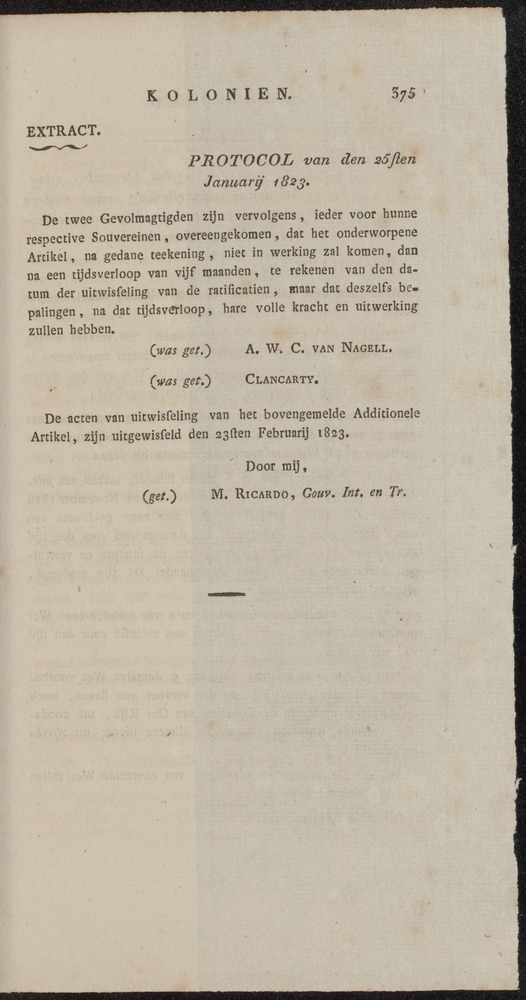 KOLONIEN. 375
EXTRACT.
PROTOCOL van den 25ſten
Januarij 1823.
De twee Gevolmagtigden zijn vervolgens, ieder voor hunne
respective Souvereinen, overeengekomen, dat het onderworpene
Artikel, na gedane teekening, niet in werking zal komen, dan
na een tijdsverloop van vijf maanden, te rekenen van den da-
tum der uitwisſeling van de ratificatien, maar dat deszelfs be-
palingen, na dat tijdsverloop, hare volle kracht en uitwerking
zullen hebben.
(was get.) A. W. C. VAN NAGELL.
(was get.) CLANCARTY.
De acten van uitwisſeling van het bovengemelde Additionele
Artikel, zijn uitgewisſeld den 23ſten Februarij 1823.
Door mij,
(get.) M. RICARDO, Gouv. Int. en Tr.